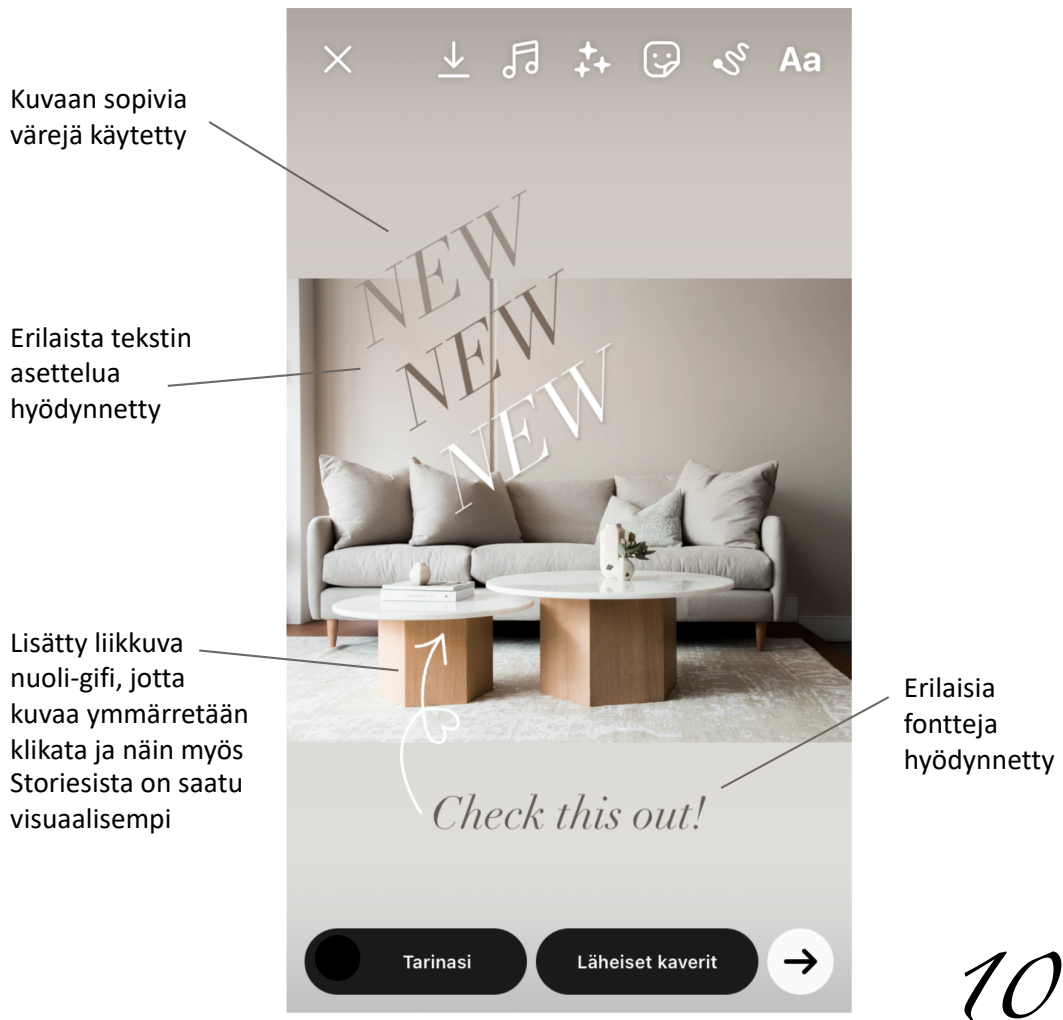 Aa
Kuvaan sopivia
värejä käytetty
NEW
NEW
NEW
Erilaista tekstin
asettelua
hyödynnetty
Lisätty liikkuva
nuoli-gifi, jotta
kuvaa ymmärretään
klikata ja näin myös
Storiesista on saatu
visuaalisempi
Erilaisia
fontteja
hyödynnetty
Check this out!
Tarinasi
Läheiset kaverit
10